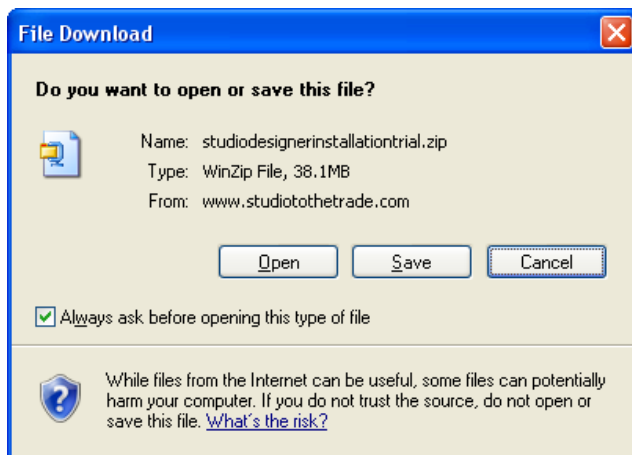 File Download
Do you want to open or save this file?
Name: studiodesignerinstallationtrial.zip
Type: WinZip File, 38.1MB
From: www.studiotothetrade.com
Open Save Cancel
Always ask before opening this type of file
While files from the Internet can be useful, some files can potentially
harm your computer. If you do not trust the source, do not open or
save this file. What's the risk?